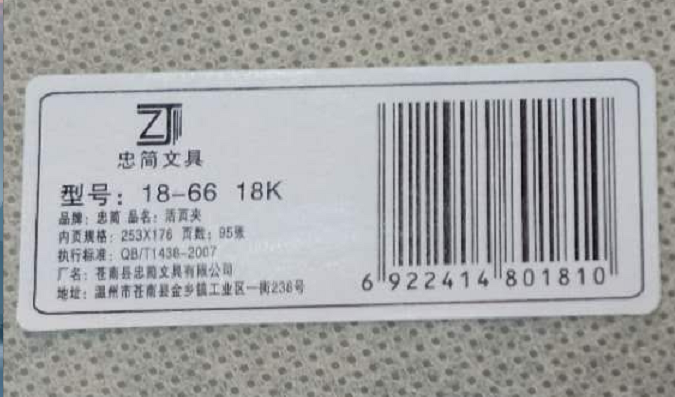 ZJ
忠简文具
型号：18-66 18K
品牌：忠简 品名：活页夹
内页规格：253X176 页数：95张
执行标准：QB/T1438-2007
厂名：苍南县忠简文具有限公司
地址：温州市苍南县金乡镇工业区一街236号
6 922414 801810